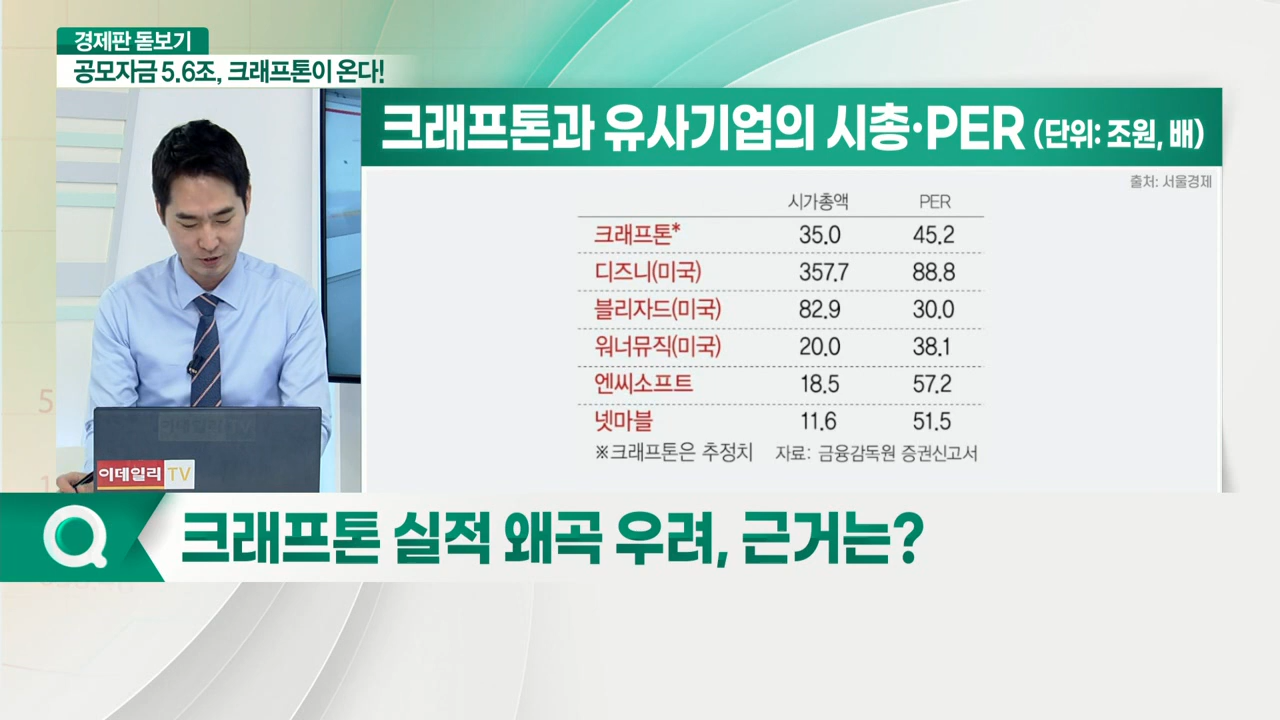 경제판 돋보기
공모자금 5.6조, 크래프톤이 온다!
크래프톤과 유사기업의 시총·PER (단위: 조원, 배)
출처: 서울경제
시가총액 PER
크래프톤* 35.0 45.2
디즈니(미국) 357.7 88.8
블리자드(미국) 82.9 30.0
워너뮤직(미국) 20.0 38.1
엔씨소프트 18.5 57.2
넷마블 11.6 51.5
※크래프톤은 추정치 자료: 금융감독원 증권신고서
이데일리TV
이데일리 TV
Q 크래프톤 실적 왜곡 우려, 근거는?